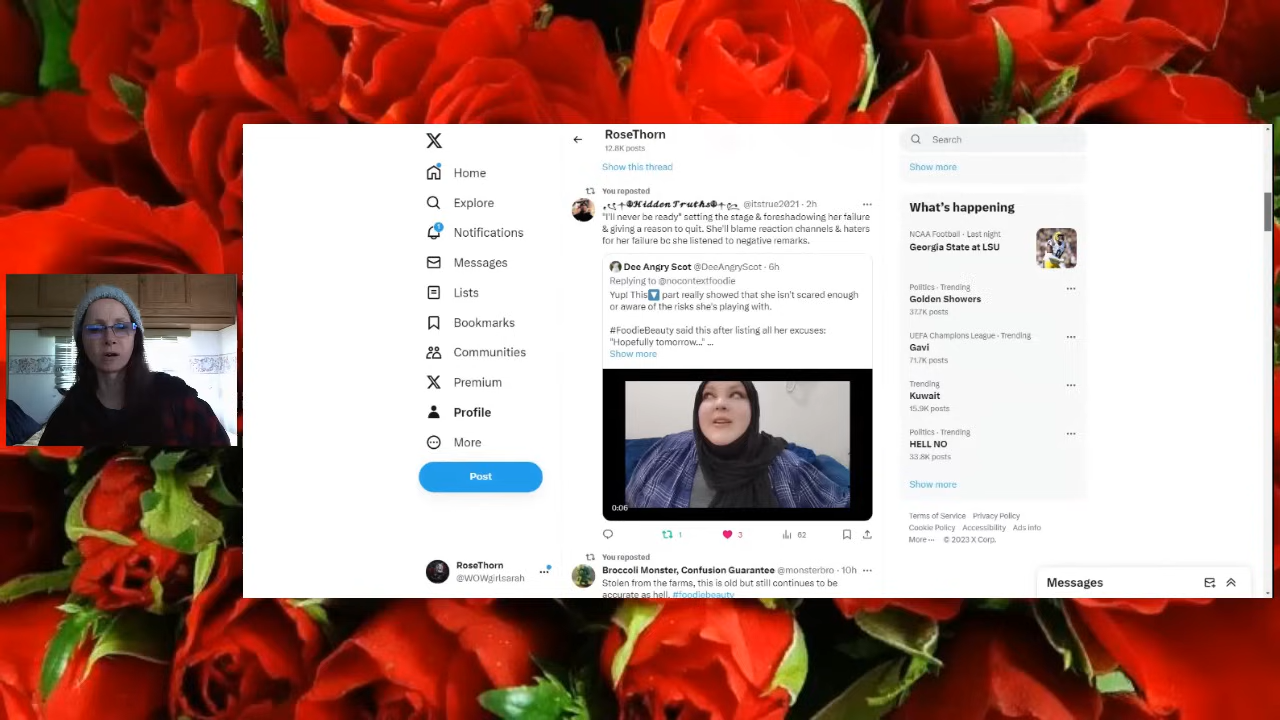 RoseThorn
12.8K posts
Search
Home
Explore
1
Notifications
Messages
Lists
Bookmarks
Communities
Premium
Profile
More
Post
RoseThorn
@WOWgirlsarah
Show this thread
You reposted
HiddenTruths @itstrue2021 · 2h
"I'll never be ready" setting the stage & foreshadowing her failure
& giving a reason to quit. She'll blame reaction channels & haters
for her failure bc she listened to negative remarks.
Dee Angry Scot @DeeAngryScot · 6h
Replying to @nocontextfoodie
Yup! This🔽 part really showed that she isn't scared enough
or aware of the risks she's playing with.
#FoodieBeauty said this after listing all her excuses:
"Hopefully tomorrow..." ...
Show more
0:06
1
3
62
You reposted
Broccoli Monster, Confusion Guarantee @monsterbro · 10h
Stolen from the farms, this is old but still continues to be
accurate as hell. #foodiebeauty
Show more
What's happening
NCAA Football · Last night
Georgia State at LSU
Politics · Trending
Golden Showers
31.7K posts
UEFA Champions League · Trending
Gavi
71.7K posts
Trending
Kuwait
15.9K posts
Politics · Trending
HELL NO
33.8K posts
Show more
Terms of Service Privacy Policy
Cookie Policy Accessibility Ads info
More ··· © 2023 X Corp.
Messages